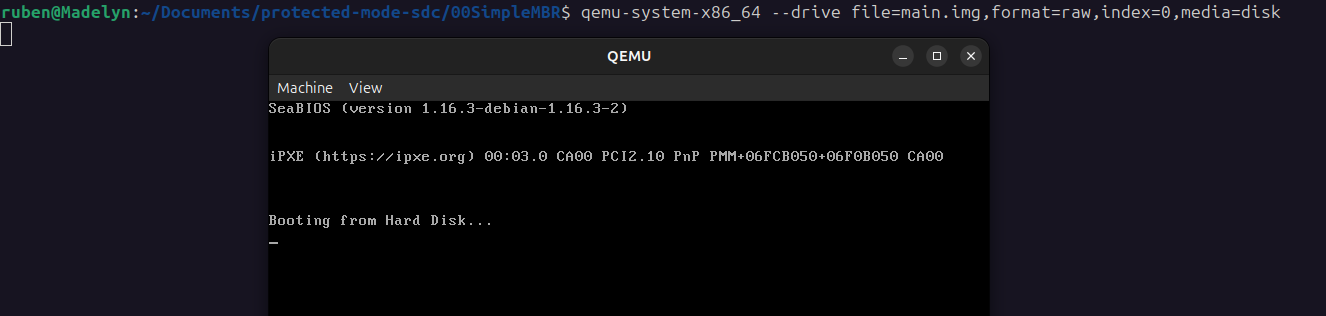 ruben@Madelyn:~/Documents/protected-mode-sdc/00SimpleMBR$ qemu-system-x86_64 --drive file=main.img,format=raw,index=0,media=disk
QEMU
Machine View
SeaBIOS (version 1.16.3-debian-1.16.3-2)
iPXE (https://ipxe.org) 00:03.0 CA00 PCI2.10 PnP PMM+06FCB050+06F0B050 CA00
Booting from Hard Disk...